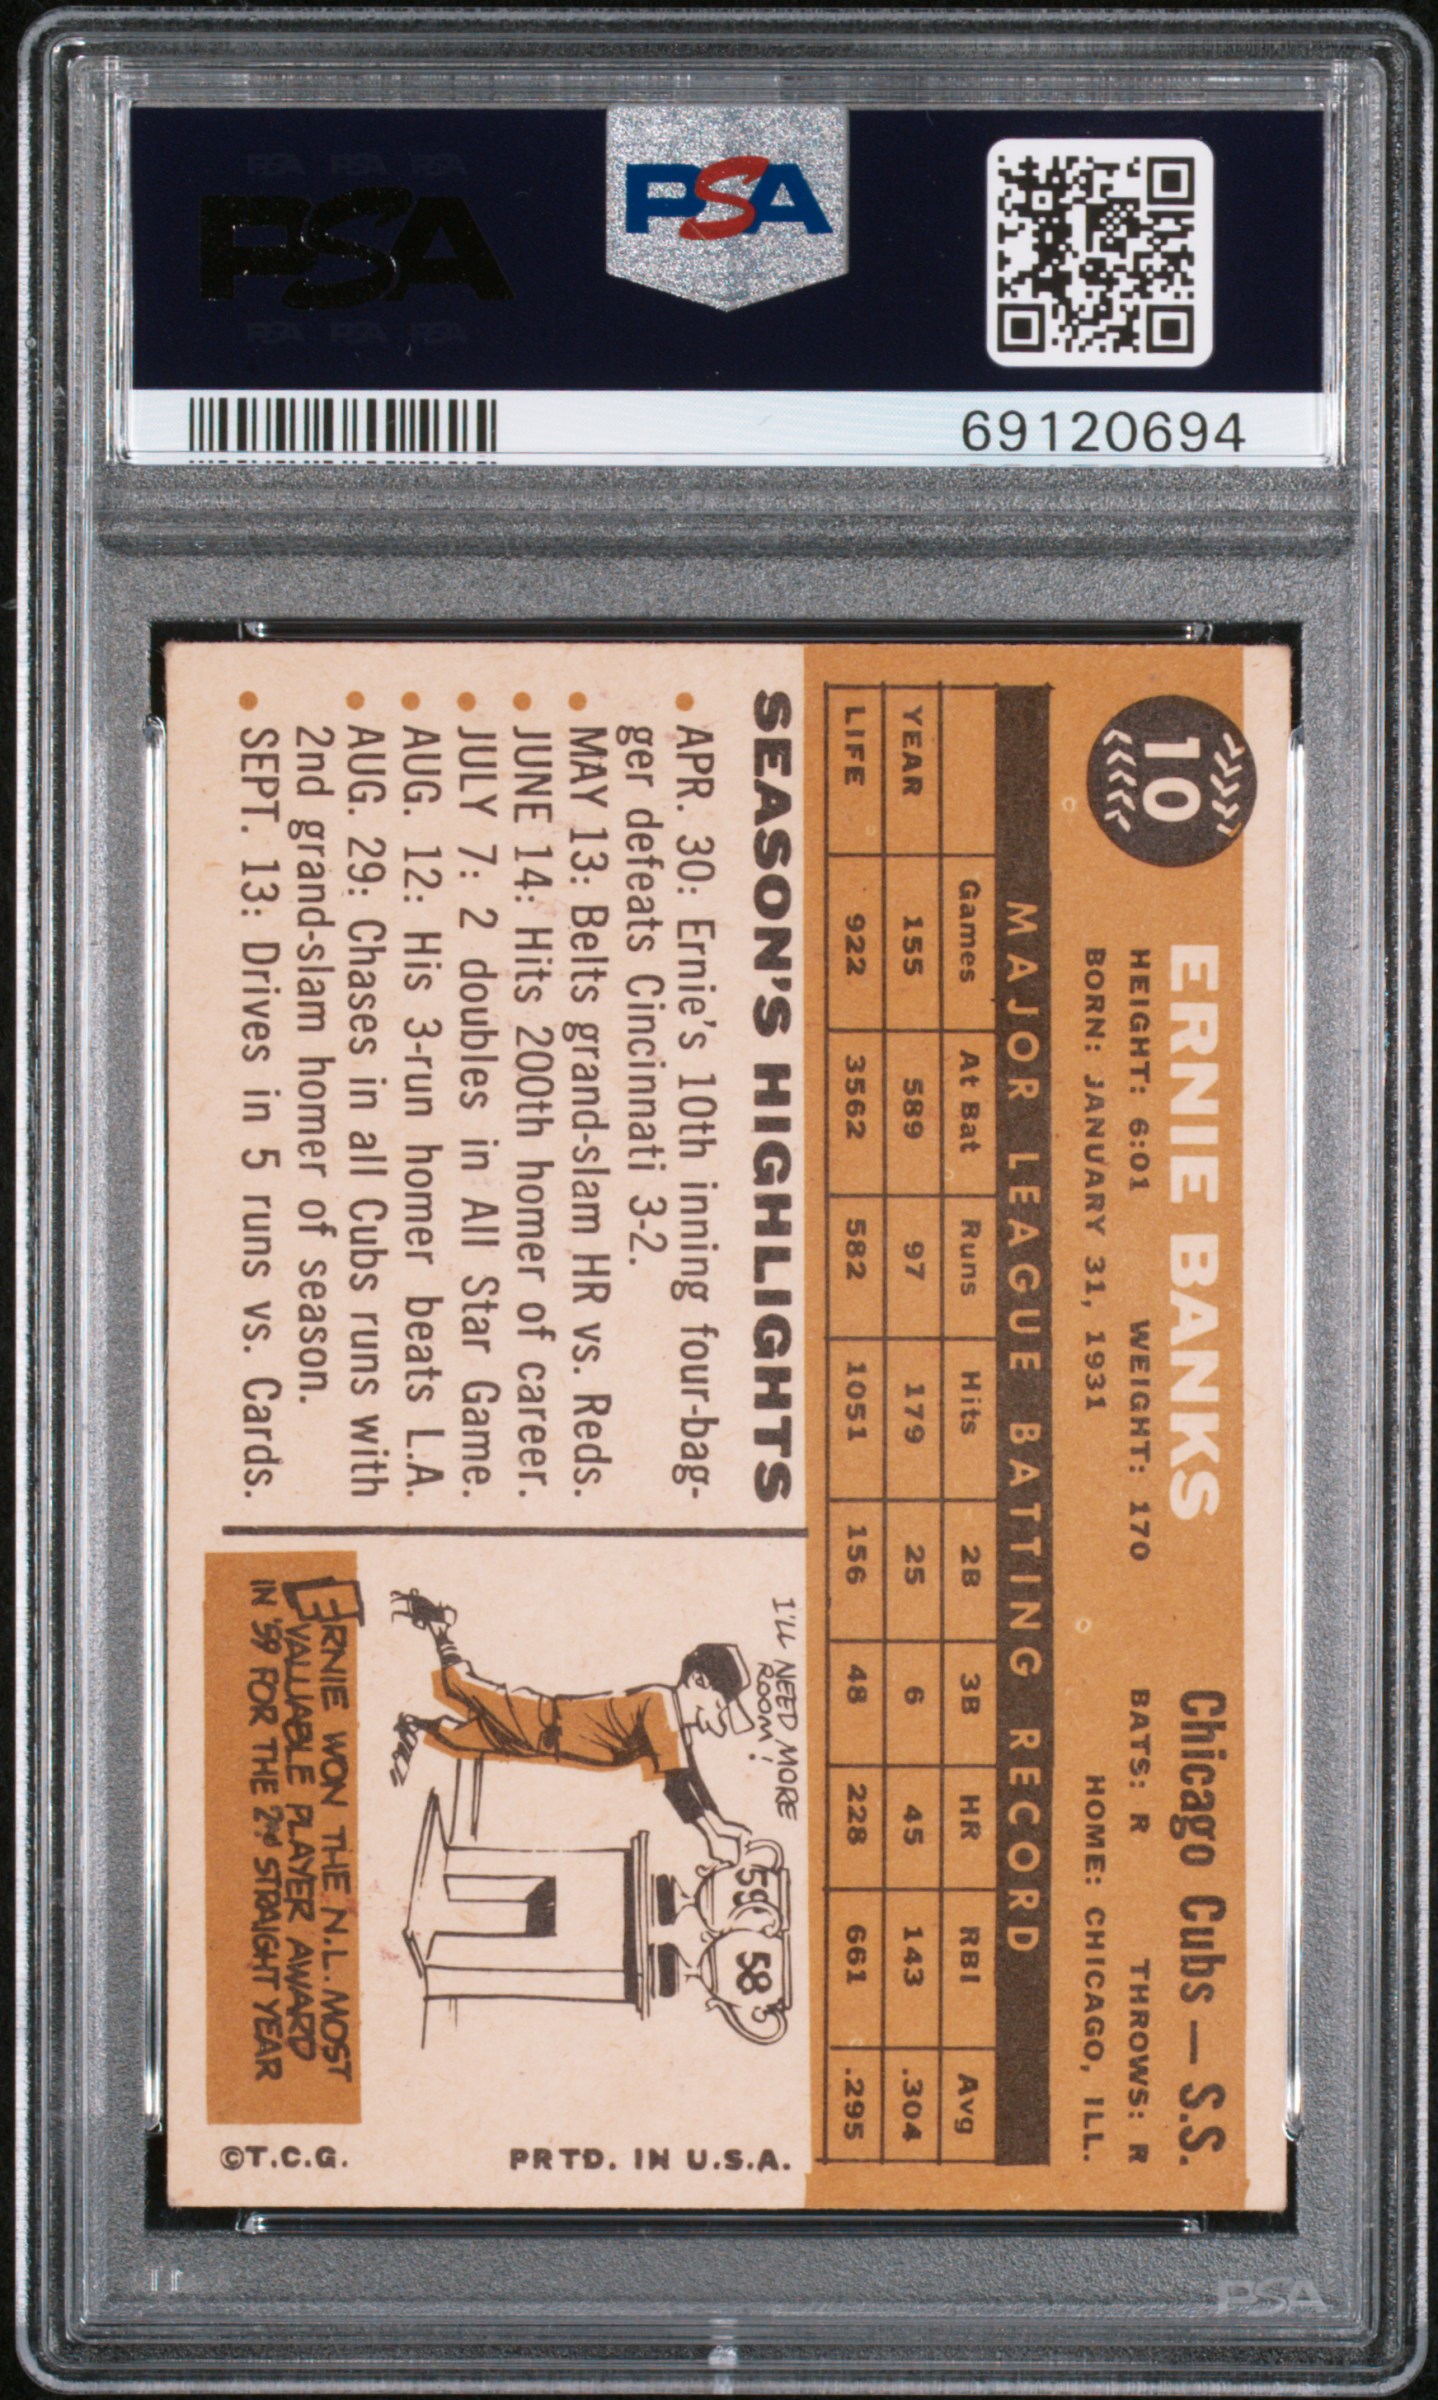 PSA PSA PSA
PSA
PSA PSA PSA
PSA
69120694
10
ERNIE BANKS
Chicago Cubs — S.S.
HEIGHT: 6:01 WEIGHT: 170 BATS: R THROWS: R
BORN: JANUARY 31, 1931 HOME: CHICAGO, ILL.
MAJOR LEAGUE BATTING RECORD
Games At Bat Runs Hits 2B 3B HR RBI Avg
YEAR 155 589 97 179 25 6 45 143 .304
LIFE 922 3562 582 1051 156 48 228 661 .295
SEASON'S HIGHLIGHTS
• APR. 30: Ernie's 10th inning four-bag-
ger defeats Cincinnati 3-2.
• MAY 13: Belts grand-slam HR vs. Reds.
• JUNE 14: Hits 200th homer of career.
• JULY 7: 2 doubles in All Star Game.
• AUG. 12: His 3-run homer beats L.A.
• AUG. 29: Chases in all Cubs runs with
2nd grand-slam homer of season.
• SEPT. 13: Drives in 5 runs vs. Cards.
I'LL NEED MORE
ROOM!
59
58
ERNIE WON THE N.L. MOST
VALUABLE PLAYER AWARD
IN '59 FOR THE 2nd STRAIGHT YEAR
PRTD. IN U.S.A.
©T.C.G.
PSA